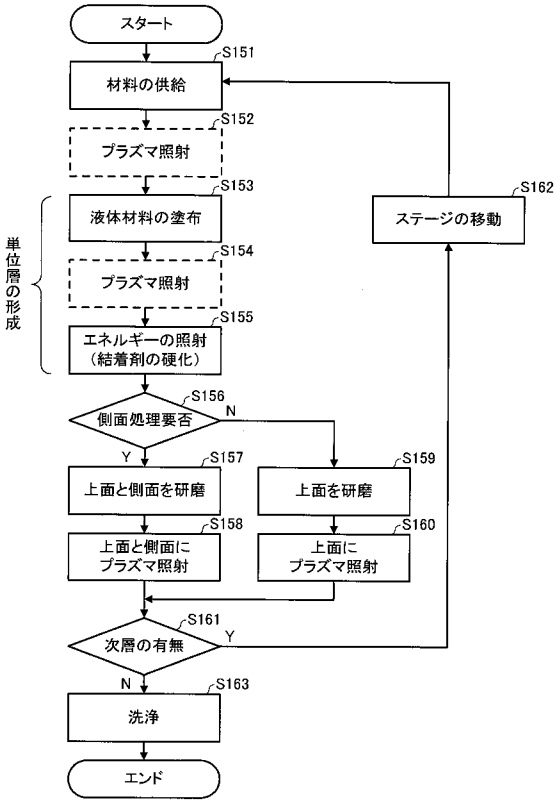 スタート
S151
材料の供給
S152
プラズマ照射
S153
液体材料の塗布
S154
プラズマ照射
S155
エネルギーの照射
(結着剤の硬化)
単位層の形成
S156
側面処理要否
N
Y
S157
上面と側面を研磨
S158
上面と側面に
プラズマ照射
S159
上面を研磨
S160
上面に
プラズマ照射
S161
次層の有無
Y
N
S162
ステージの移動
S163
洗浄
エンド